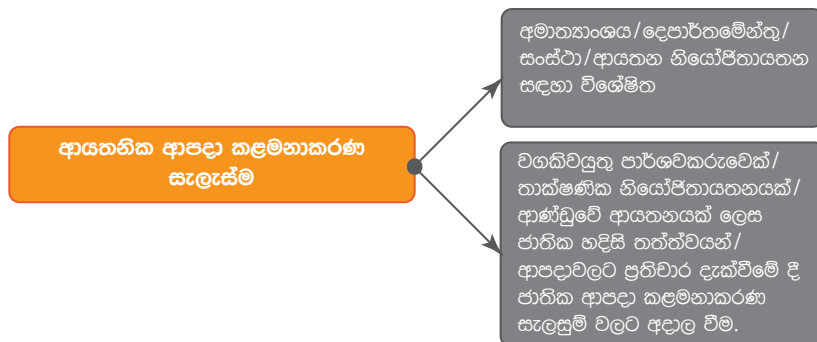 ආයතනික ආපදා කළමනාකරණ
සැලැස්ම
අමාත්‍යාංශය/දෙපාර්තමේන්තු/
සංස්ථා/ආයතන නියෝජිතායතන
සඳහා විශේෂිත
වගකිවයුතු පාර්ශවකරුවෙක්/
තාක්ෂණික නියෝජිතායතනයක්/
ආණ්ඩුවේ ආයතනයක් ලෙස
ජාතික හදිසි තත්ත්වයන්/
ආපදාවලට ප්‍රතිචාර දැක්වීමේ දී
ජාතික ආපදා කළමනාකරණ
සැලසුම් වලට අදාල වීම.